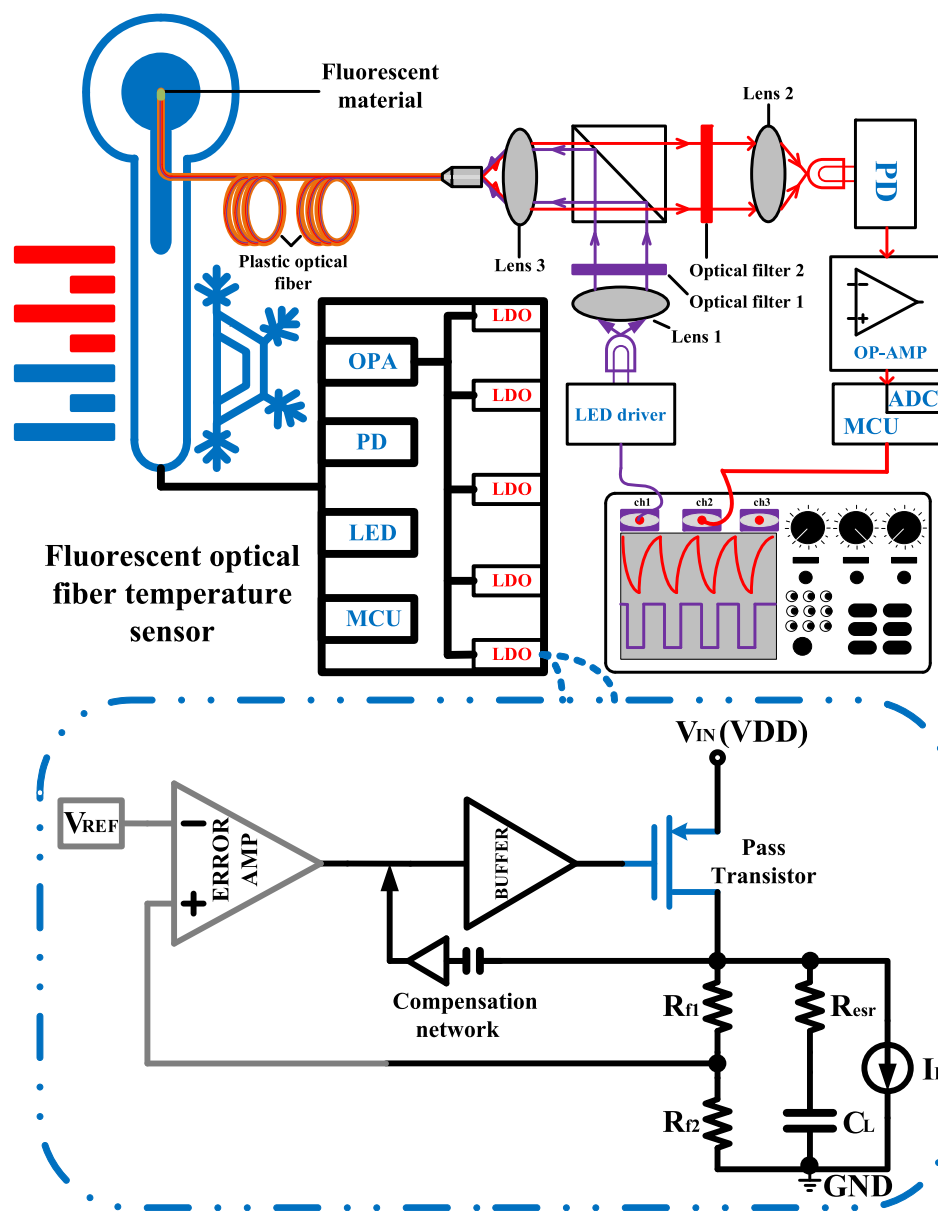 Fluorescent
material
Lens 2
PD
Lens 3
Plastic optical
fiber
Optical filter 2
Optical filter 1
Lens 1
OP-AMP
LED driver
ADC
MCU
OPA
PD
LED
MCU
LDO
LDO
LDO
LDO
LDO
ch1
ch2
ch3
Fluorescent optical
fiber temperature
sensor
VIN (VDD)
VREF
ERROR
AMP
BUFFER
Pass
Transistor
Compensation
network
Rf1
Resr
Rf2
CL
GND